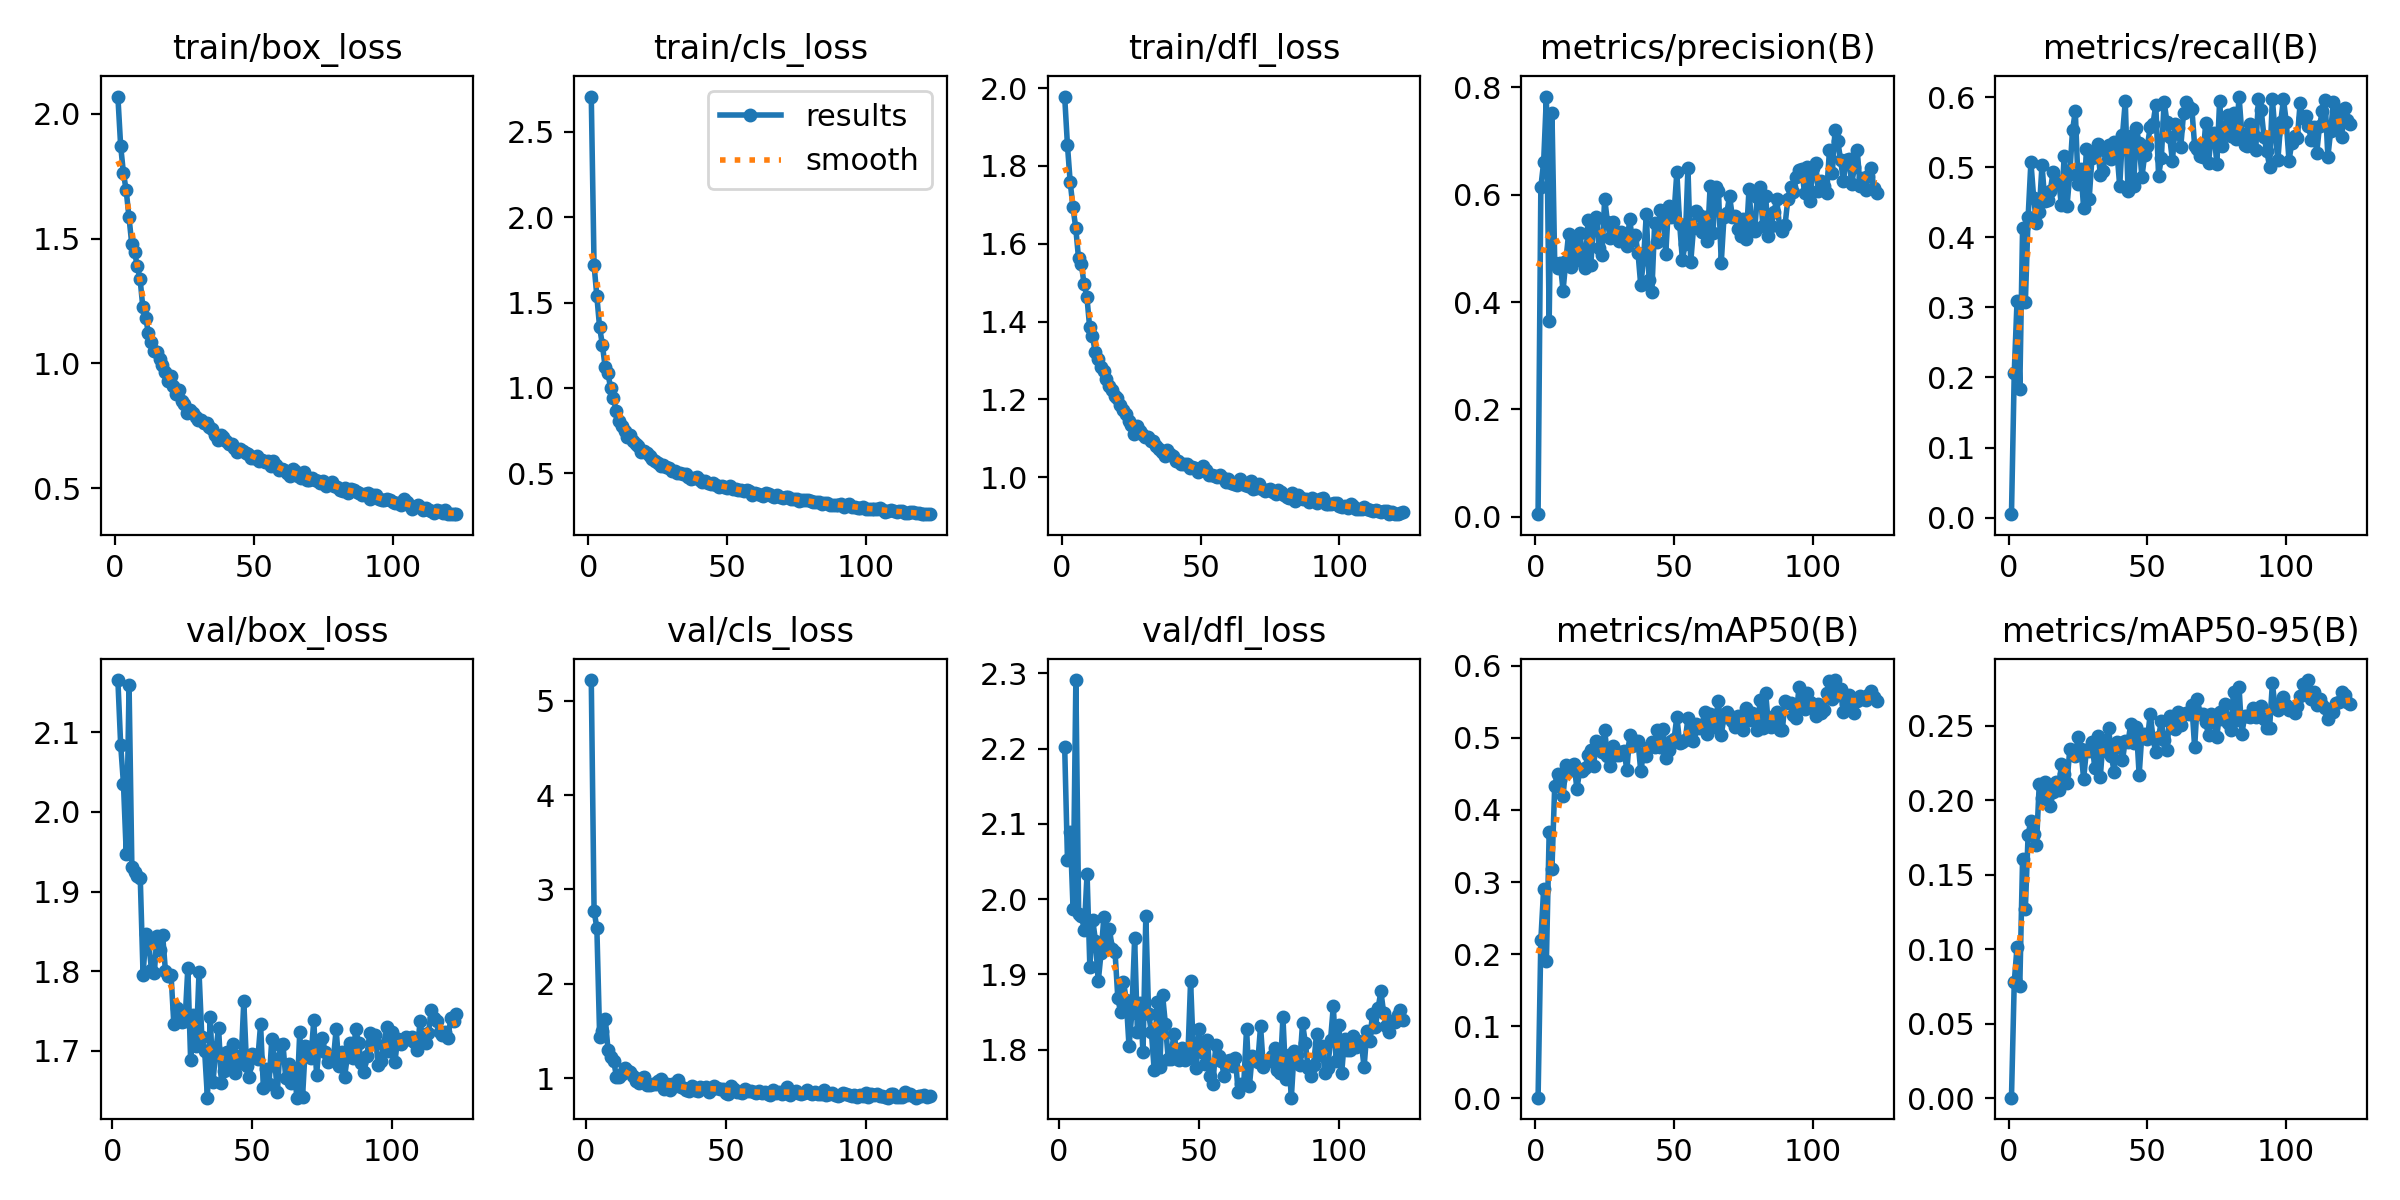 train/box_loss
2.0
1.5
1.0
0.5
0 50 100
train/cls_loss
results
smooth
2.5
2.0
1.5
1.0
0.5
0 50 100
train/dfl_loss
2.0
1.8
1.6
1.4
1.2
1.0
0 50 100
metrics/precision(B)
0.8
0.6
0.4
0.2
0.0
0 50 100
metrics/recall(B)
0.6
0.5
0.4
0.3
0.2
0.1
0.0
0 50 100
val/box_loss
2.1
2.0
1.9
1.8
1.7
0 50 100
val/cls_loss
5
4
3
2
1
0 50 100
val/dfl_loss
2.3
2.2
2.1
2.0
1.9
1.8
0 50 100
metrics/mAP50(B)
0.6
0.5
0.4
0.3
0.2
0.1
0.0
0 50 100
metrics/mAP50-95(B)
0.25
0.20
0.15
0.10
0.05
0.00
0 50 100